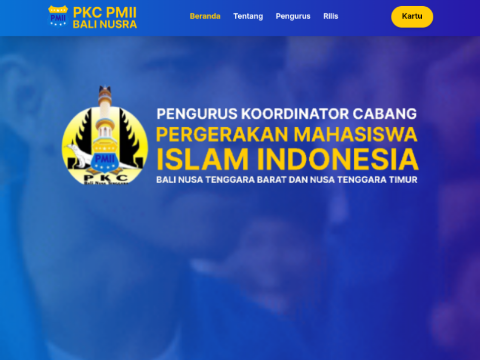 PMII
PKC PMII
BALI NUSRA
Beranda
Tentang
Pengurus
Rilis
Kartu
PENGURUS KOORDINATOR CABANG
PERGERAKAN MAHASISWA
ISLAM INDONESIA
BALI NUSA TENGGARA BARAT DAN NUSA TENGGARA TIMUR
PMII
PKC